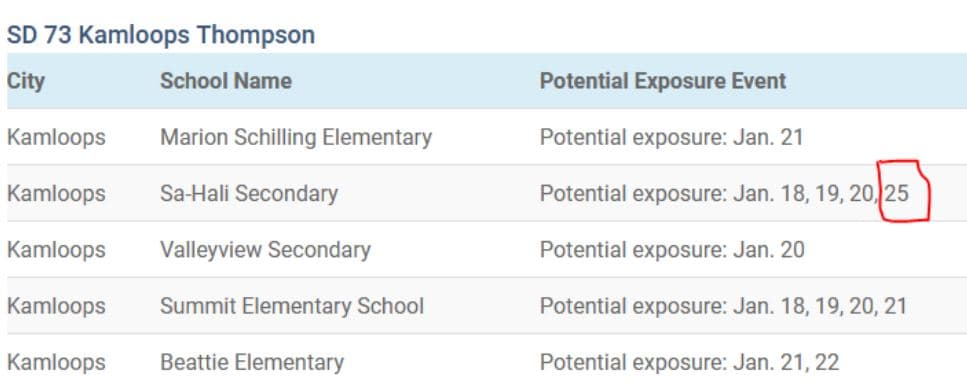 SD 73 Kamloops Thompson
City School Name Potential Exposure Event
Kamloops Marion Schilling Elementary Potential exposure: Jan. 21
Kamloops Sa-Hali Secondary Potential exposure: Jan. 18, 19, 20, 25
Kamloops Valleyview Secondary Potential exposure: Jan. 20
Kamloops Summit Elementary School Potential exposure: Jan. 18, 19, 20, 21
Kamloops Beattie Elementary Potential exposure: Jan. 21, 22